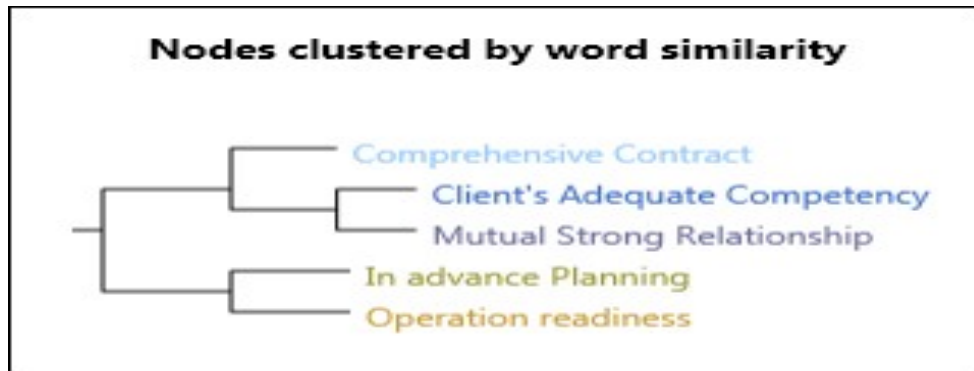 Nodes clustered by word similarity
Comprehensive Contract
Client's Adequate Competency
Mutual Strong Relationship
In advance Planning
Operation readiness